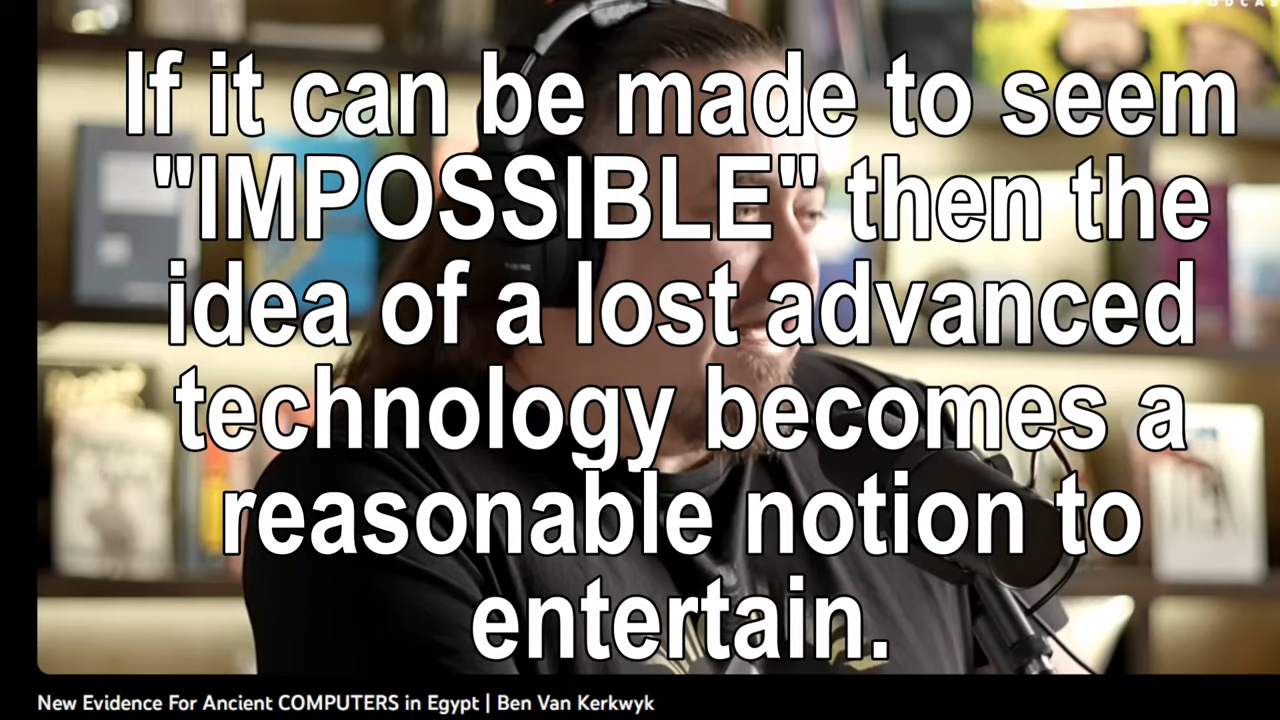 PODCAS
If it can be made to seem
"IMPOSSIBLE" then the
idea of a lost advanced
technology becomes a
reasonable notion to
entertain.
New Evidence For Ancient COMPUTERS in Egypt | Ben Van Kerkwyk